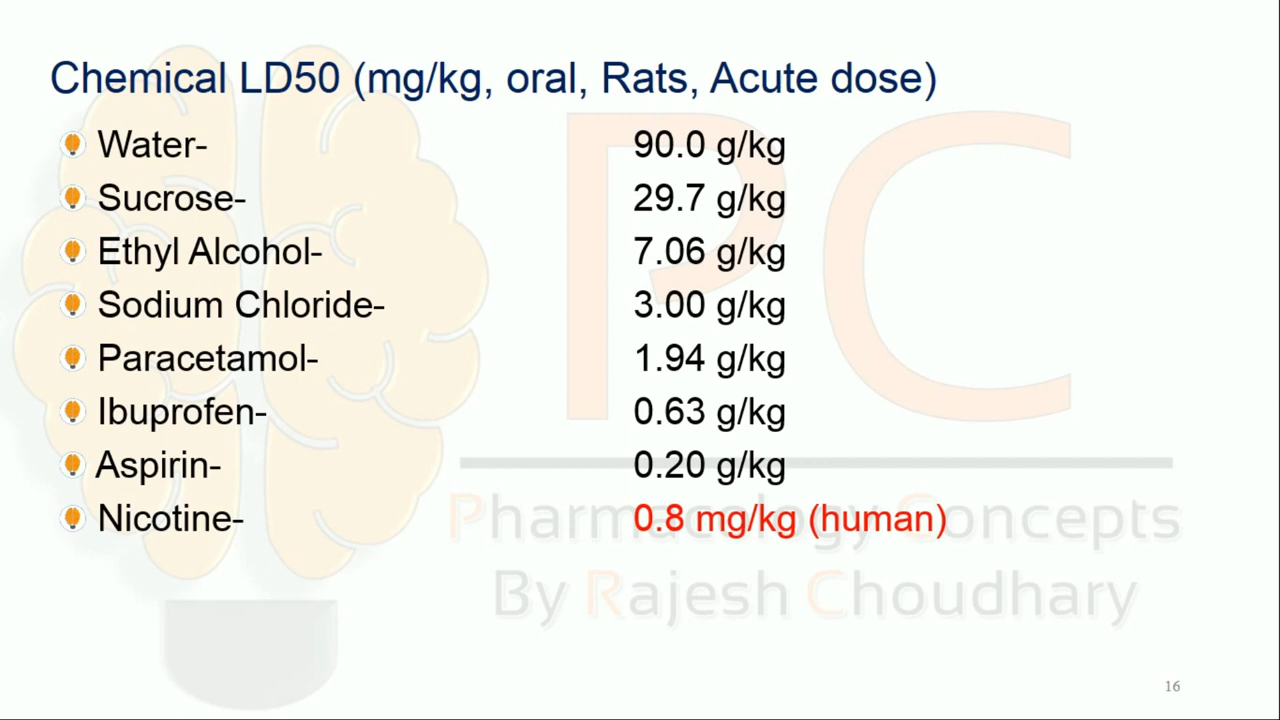 Chemical LD50 (mg/kg, oral, Rats, Acute dose)
Water- 90.0 g/kg
Sucrose- 29.7 g/kg
Ethyl Alcohol- 7.06 g/kg
Sodium Chloride- 3.00 g/kg
Paracetamol- 1.94 g/kg
Ibuprofen- 0.63 g/kg
Aspirin- 0.20 g/kg
Nicotine- 0.8 mg/kg (human)
PC
Pharmacology Concepts
By Rajesh Choudhary
16